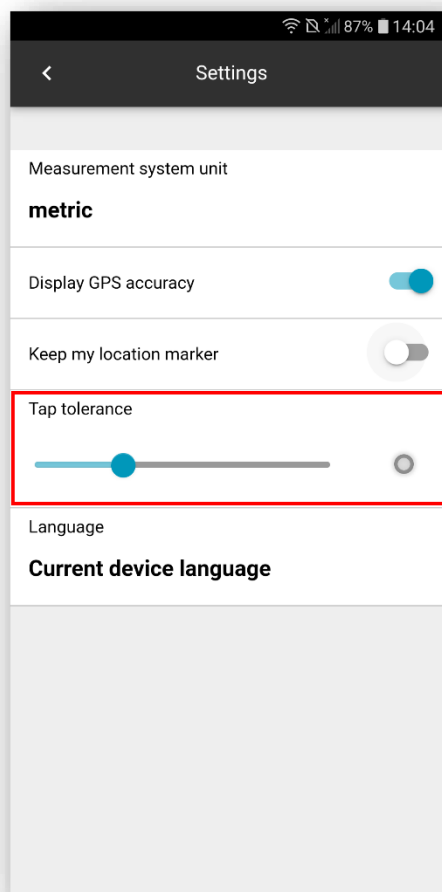 87% 14:04
Settings
Measurement system unit
metric
Display GPS accuracy
Keep my location marker
Tap tolerance
Language
Current device language